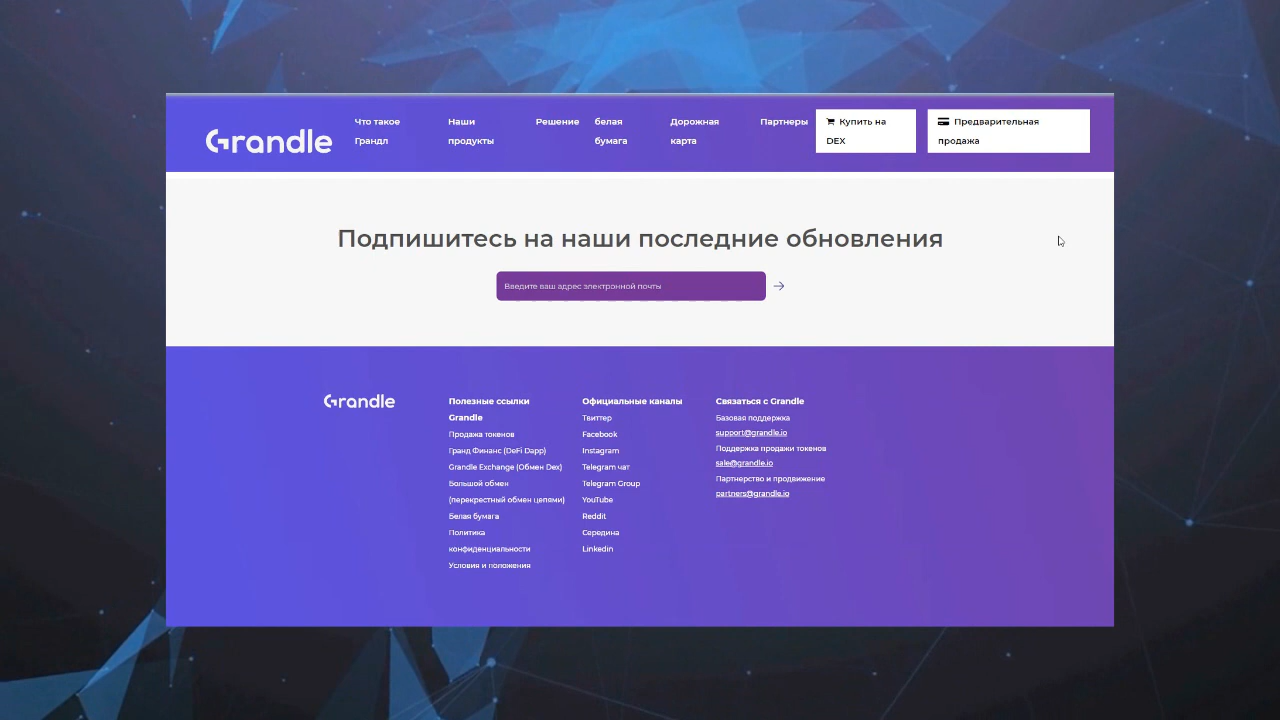 Grandle
Что такое
Грандл
Наши
продукты
Решение
белая
бумага
Дорожная
карта
Партнеры
Купить на
DEX
Предварительная
продажа
Подпишитесь на наши последние обновления
Введите ваш адрес электронной почты
Grandle
Полезные ссылки
Grandle
Продажа токенов
Гранд Финанс (DeFi Dapp)
Grandle Exchange (Обмен Dex)
Большой обмен
(перекрестный обмен цепями)
Белая бумага
Политика
конфиденциальности
Условия и положения
Официальные каналы
Твиттер
Facebook
Instagram
Telegram чат
Telegram Group
YouTube
Reddit
Середина
Linkedin
Связаться с Grandle
Базовая поддержка
support@grandle.io
Поддержка продажи токенов
sale@grandle.io
Партнерство и продвижение
partners@grandle.io